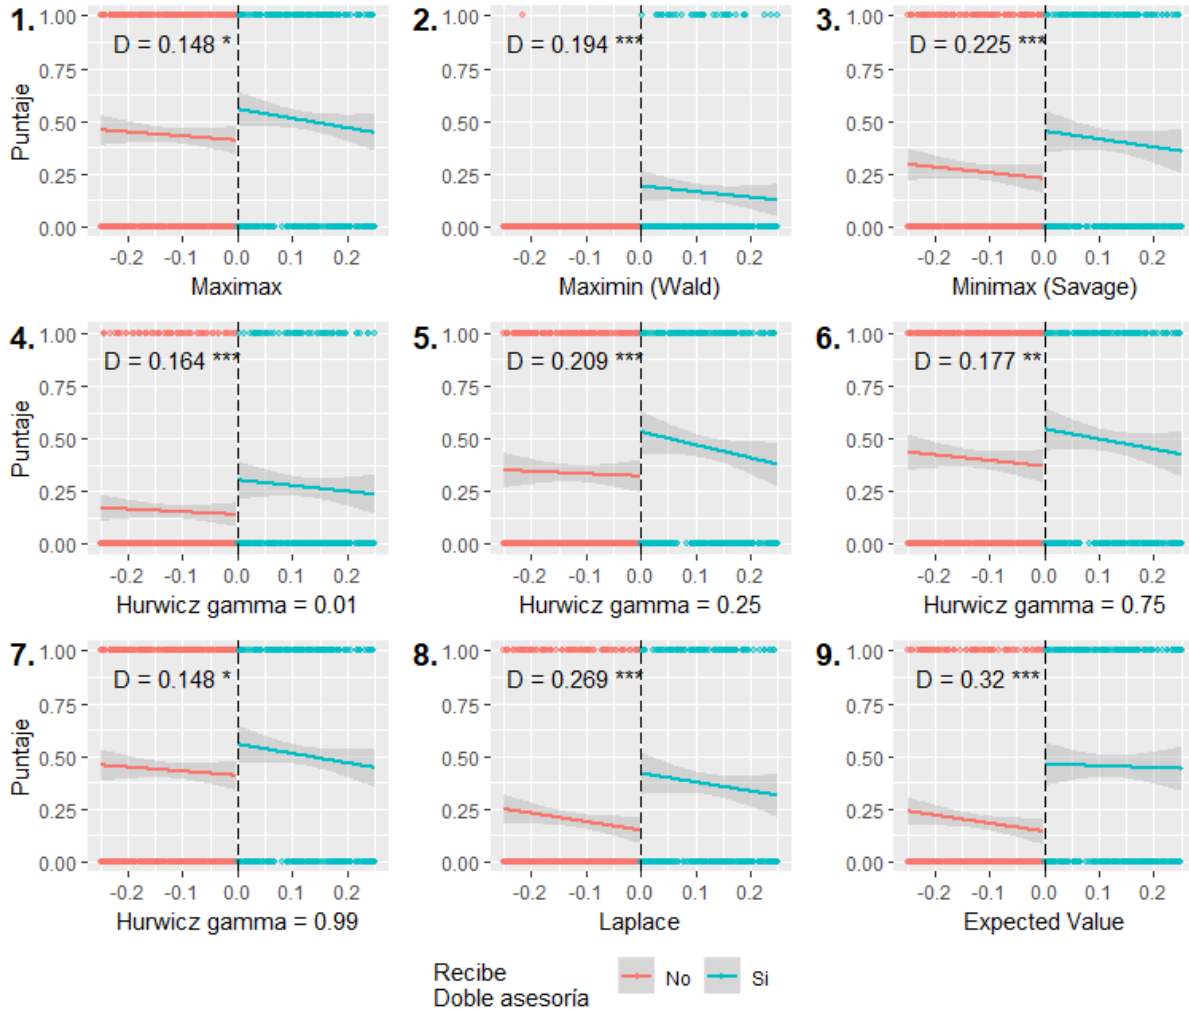 1.
D = 0.148 *
1.00
0.75
0.50
0.25
0.00
Puntaje
-0.2 -0.1 0.0 0.1 0.2
Maximax
2.
D = 0.194 ***
1.00
0.75
0.50
0.25
0.00
-0.2 -0.1 0.0 0.1 0.2
Maximin (Wald)
3.
D = 0.225 ***
1.00
0.75
0.50
0.25
0.00
-0.2 -0.1 0.0 0.1 0.2
Minimax (Savage)
4.
D = 0.164 ***
1.00
0.75
0.50
0.25
0.00
Puntaje
-0.2 -0.1 0.0 0.1 0.2
Hurwicz gamma = 0.01
5.
D = 0.209 ***
1.00
0.75
0.50
0.25
0.00
-0.2 -0.1 0.0 0.1 0.2
Hurwicz gamma = 0.25
6.
D = 0.177 **
1.00
0.75
0.50
0.25
0.00
-0.2 -0.1 0.0 0.1 0.2
Hurwicz gamma = 0.75
7.
D = 0.148 *
1.00
0.75
0.50
0.25
0.00
Puntaje
-0.2 -0.1 0.0 0.1 0.2
Hurwicz gamma = 0.99
8.
D = 0.269 ***
1.00
0.75
0.50
0.25
0.00
-0.2 -0.1 0.0 0.1 0.2
Laplace
9.
D = 0.32 ***
1.00
0.75
0.50
0.25
0.00
-0.2 -0.1 0.0 0.1 0.2
Expected Value
Recibe
Doble asesoría
No
Si